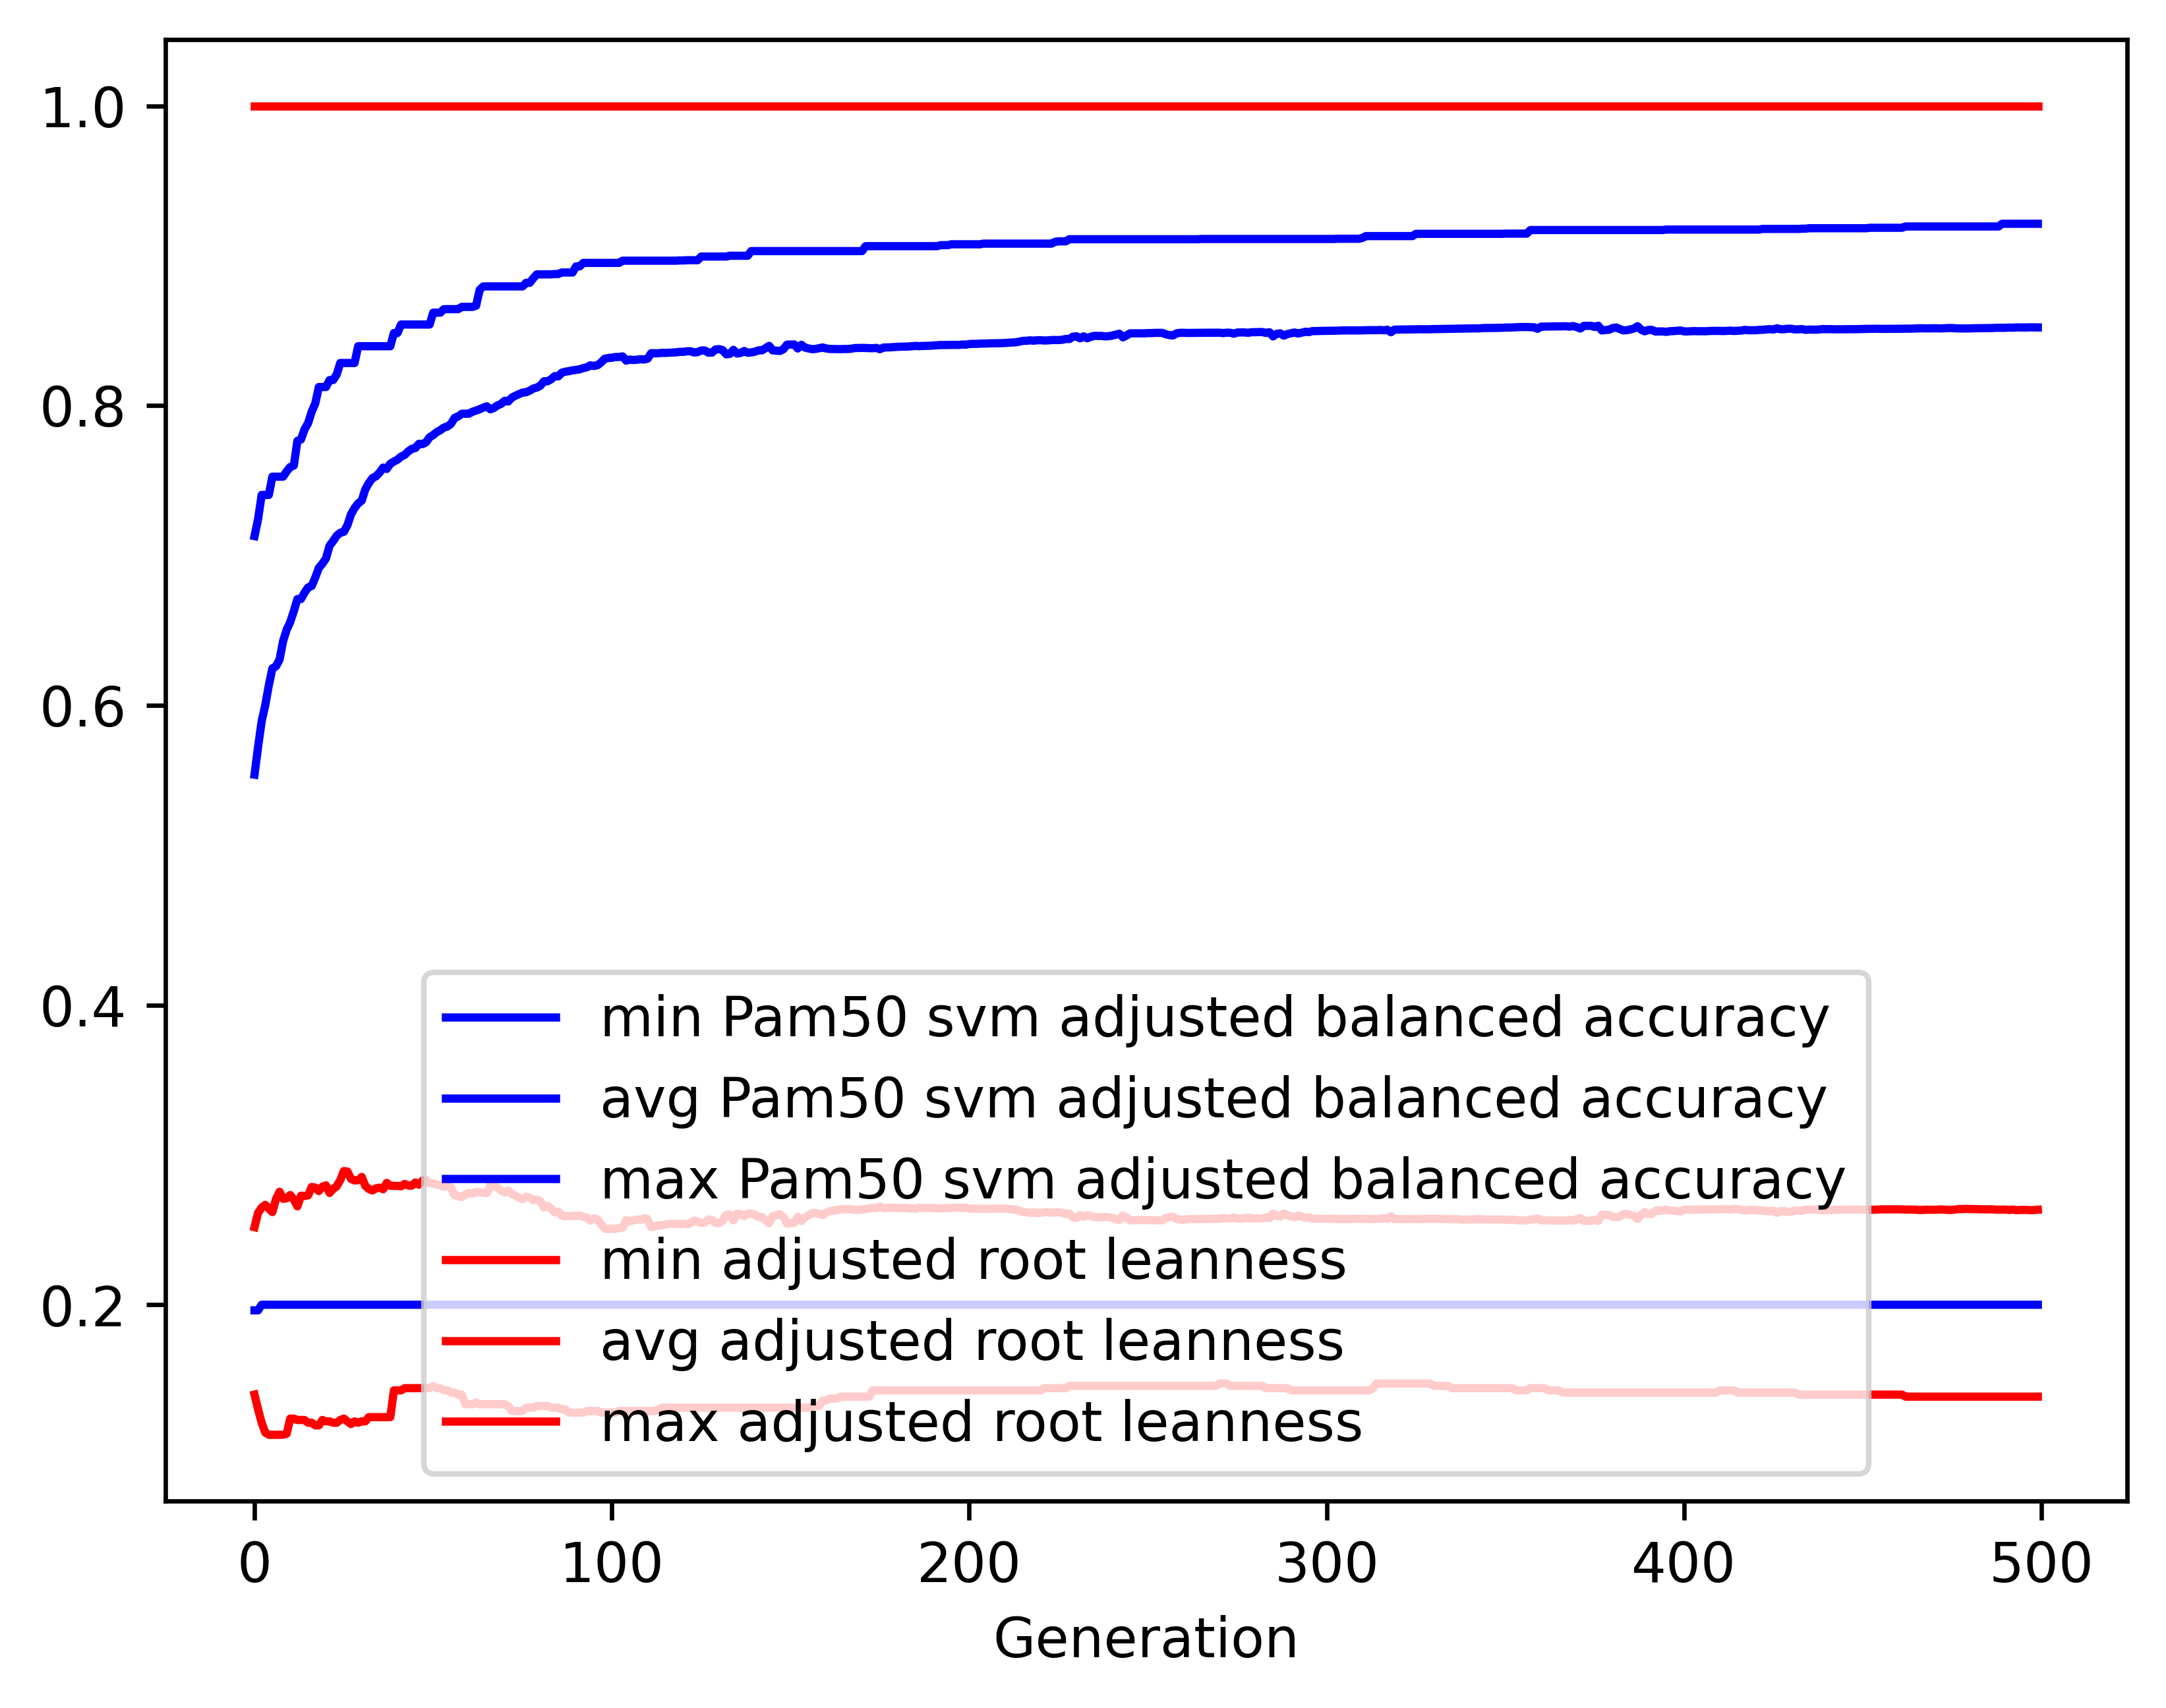 1.0
0.8
0.6
0.4
0.2
min Pam50 svm adjusted balanced accuracy
avg Pam50 svm adjusted balanced accuracy
max Pam50 svm adjusted balanced accuracy
min adjusted root leanness
avg adjusted root leanness
max adjusted root leanness
0 100 200 300 400 500
Generation